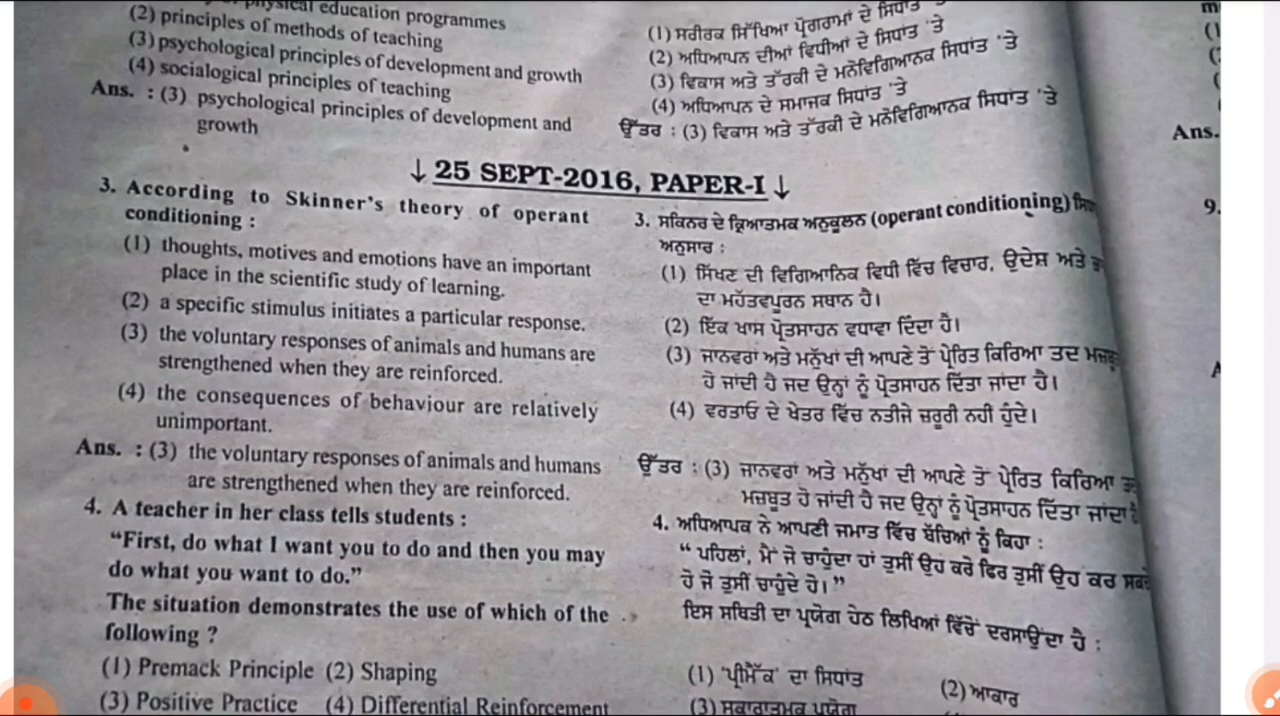 physical education programmes
(2) principles of methods of teaching
(3) psychological principles of development and growth
(4) socialogical principles of teaching
Ans. : (3) psychological principles of development and
growth
(1) ਸਰੀਰਕ ਸਿੱਖਿਆ ਪ੍ਰੋਗਰਾਮਾਂ ਦੇ ਸਿਧਾਂਤ 'ਤੇ
(2) ਅਧਿਆਪਨ ਦੀਆਂ ਵਿਧੀਆਂ ਦੇ ਸਿਧਾਂਤ 'ਤੇ
(3) ਵਿਕਾਸ ਅਤੇ ਤੱਰਕੀ ਦੇ ਮਨੋਵਿਗਿਆਨਕ ਸਿਧਾਂਤ 'ਤੇ
(4) ਅਧਿਆਪਨ ਦੇ ਸਮਾਜਕ ਸਿਧਾਂਤ 'ਤੇ
ਉੱਤਰ : (3) ਵਿਕਾਸ ਅਤੇ ਤੱਰਕੀ ਦੇ ਮਨੋਵਿਗਿਆਨਕ ਸਿਧਾਂਤ 'ਤੇ
↓ 25 SEPT-2016, PAPER-I ↓
3. According to Skinner's theory of operant
conditioning :
(1) thoughts, motives and emotions have an important
place in the scientific study of learning.
(2) a specific stimulus initiates a particular response.
(3) the voluntary responses of animals and humans are
strengthened when they are reinforced.
(4) the consequences of behaviour are relatively
unimportant.
Ans. : (3) the voluntary responses of animals and humans
are strengthened when they are reinforced.
4. A teacher in her class tells students :
"First, do what I want you to do and then you may
do what you want to do."
The situation demonstrates the use of which of the
following ?
(1) Premack Principle (2) Shaping
(3) Positive Practice (4) Differential Reinforcement
3. ਸਕਿਨਰ ਦੇ ਕ੍ਰਿਆਤਮਕ ਅਨੁਕੂਲਨ (operant conditioning)
ਅਨੁਸਾਰ :
(1) ਸਿੱਖਣ ਦੀ ਵਿਗਿਆਨਿਕ ਵਿਧੀ ਵਿੱਚ ਵਿਚਾਰ, ਉਦੇਸ਼ ਅਤੇ
ਦਾ ਮਹੱਤਵਪੂਰਨ ਸਥਾਨ ਹੈ।
(2) ਇੱਕ ਖਾਸ ਪ੍ਰੋਤਸਾਹਨ ਵਧਾਵਾ ਦਿੰਦਾ ਹੈ।
(3) ਜਾਨਵਰਾਂ ਅਤੇ ਮਨੁੱਖਾਂ ਦੀ ਆਪਣੇ ਤੋਂ ਪ੍ਰੇਰਿਤ ਕਿਰਿਆ ਤਦ
ਹੋ ਜਾਂਦੀ ਹੈ ਜਦ ਉਨ੍ਹਾਂ ਨੂੰ ਪ੍ਰੋਤਸਾਹਨ ਦਿੱਤਾ ਜਾਂਦਾ ਹੈ।
(4) ਵਰਤਾਓ ਦੇ ਖੇਤਰ ਵਿੱਚ ਨਤੀਜੇ ਜ਼ਰੂਰੀ ਨਹੀ ਹੁੰਦੇ।
ਉੱਤਰ : (3) ਜਾਨਵਰਾਂ ਅਤੇ ਮਨੁੱਖਾਂ ਦੀ ਆਪਣੇ ਤੋਂ ਪ੍ਰੇਰਿਤ ਕਿਰਿਆ
ਮਜ਼ਬੂਤ ਹੋ ਜਾਂਦੀ ਹੈ ਜਦ ਉਨ੍ਹਾਂ ਨੂੰ ਪ੍ਰੋਤਸਾਹਨ ਦਿੱਤਾ ਜਾਂਦਾ
4. ਅਧਿਆਪਕ ਨੇ ਆਪਣੀ ਜਮਾਤ ਵਿੱਚ ਬੱਚਿਆਂ ਨੂੰ ਕਿਹਾ :
" ਪਹਿਲਾਂ, ਮੈਂ ਜੋ ਚਾਹੁੰਦਾ ਹਾਂ ਤੁਸੀਂ ਉਹ ਕਰੋ ਫਿਰ ਤੁਸੀਂ ਉਹ ਕਰ ਸਕਦੇ
ਹੋ ਜੋ ਤੁਸੀਂ ਚਾਹੁੰਦੇ ਹੋ। "
ਇਸ ਸਥਿਤੀ ਦਾ ਪ੍ਰਯੋਗ ਹੇਠ ਲਿਖਿਆਂ ਵਿੱਚੋਂ ਦਰਸਾਉਂਦਾ ਹੈ :
(1) 'ਪ੍ਰੀਮੈੱਕ' ਦਾ ਸਿਧਾਂਤ
(2) ਆਕਾਰ
(3) ਸਕਾਰਾਤਮਕ ਪ੍ਰਯੋਗ
Ans.
9.